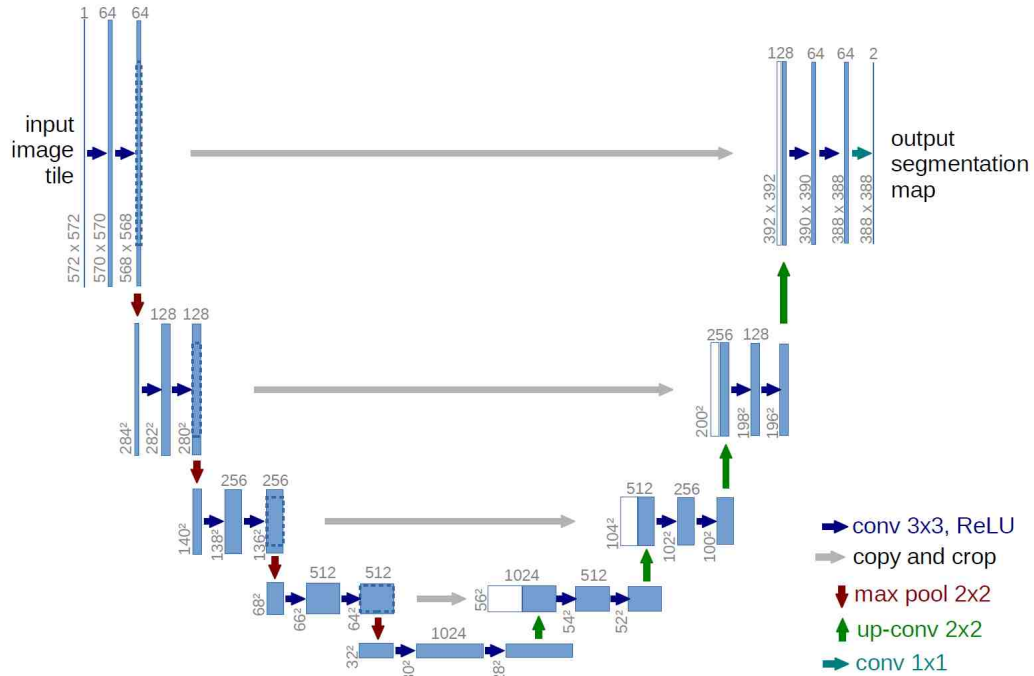 1 64 64
128 64 64 2
input
image
tile
output
segmentation
map
572 x 572
570 x 570
568 x 568
392 x 392
390 x 390
388 x 388
388 x 388
128 128
256 128
284²
282²
280²
200²
198²
196²
256 256
512 256
140²
138²
136²
104²
102²
100²
512 512
1024 512
68²
66²
64²
56²
54²
52²
1024
32²
conv 3x3, ReLU
copy and crop
max pool 2x2
up-conv 2x2
conv 1x1